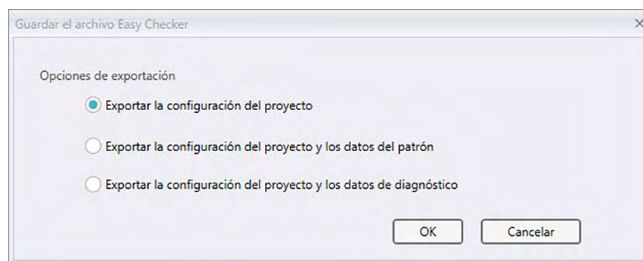 Guardar el archivo Easy Checker
Opciones de exportación
Exportar la configuración del proyecto
Exportar la configuración del proyecto y los datos del patrón
Exportar la configuración del proyecto y los datos de diagnóstico
OK Cancelar